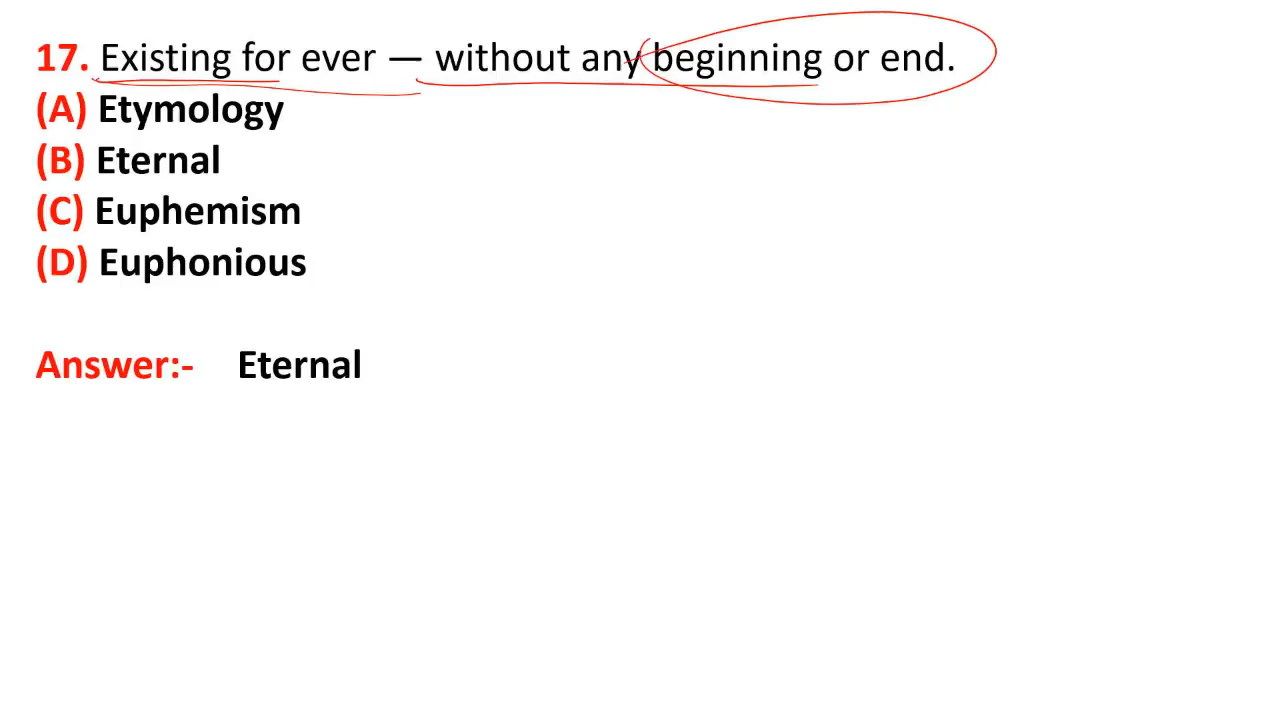 17. Existing for ever — without any beginning or end.
(A) Etymology
(B) Eternal
(C) Euphemism
(D) Euphonious
Answer:- Eternal